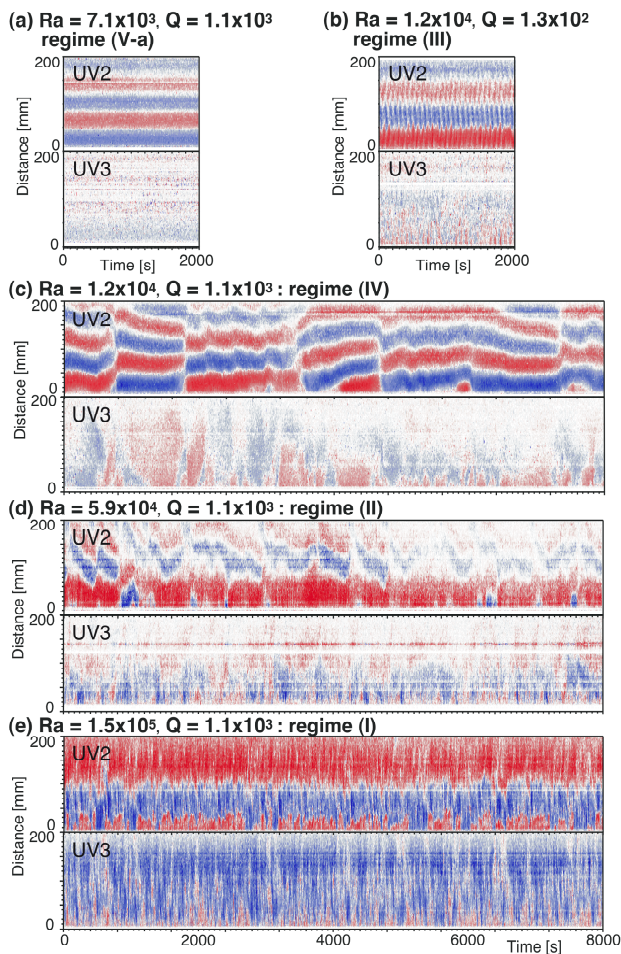 (a) Ra = 7.1x10³, Q = 1.1x10³
regime (V-a)
200
UV2
0
200
UV3
0
Distance [mm]
0
Time [s]
2000
(b) Ra = 1.2x10⁴, Q = 1.3x10²
regime (III)
200
UV2
0
200
UV3
0
Distance [mm]
0
Time [s]
2000
(c) Ra = 1.2x10⁴, Q = 1.1x10³ : regime (IV)
200
UV2
0
200
UV3
0
Distance [mm]
(d) Ra = 5.9x10⁴, Q = 1.1x10³ : regime (II)
200
UV2
0
200
UV3
0
Distance [mm]
(e) Ra = 1.5x10⁵, Q = 1.1x10³ : regime (I)
200
UV2
0
200
UV3
0
Distance [mm]
0
2000
4000
6000
Time [s]
8000